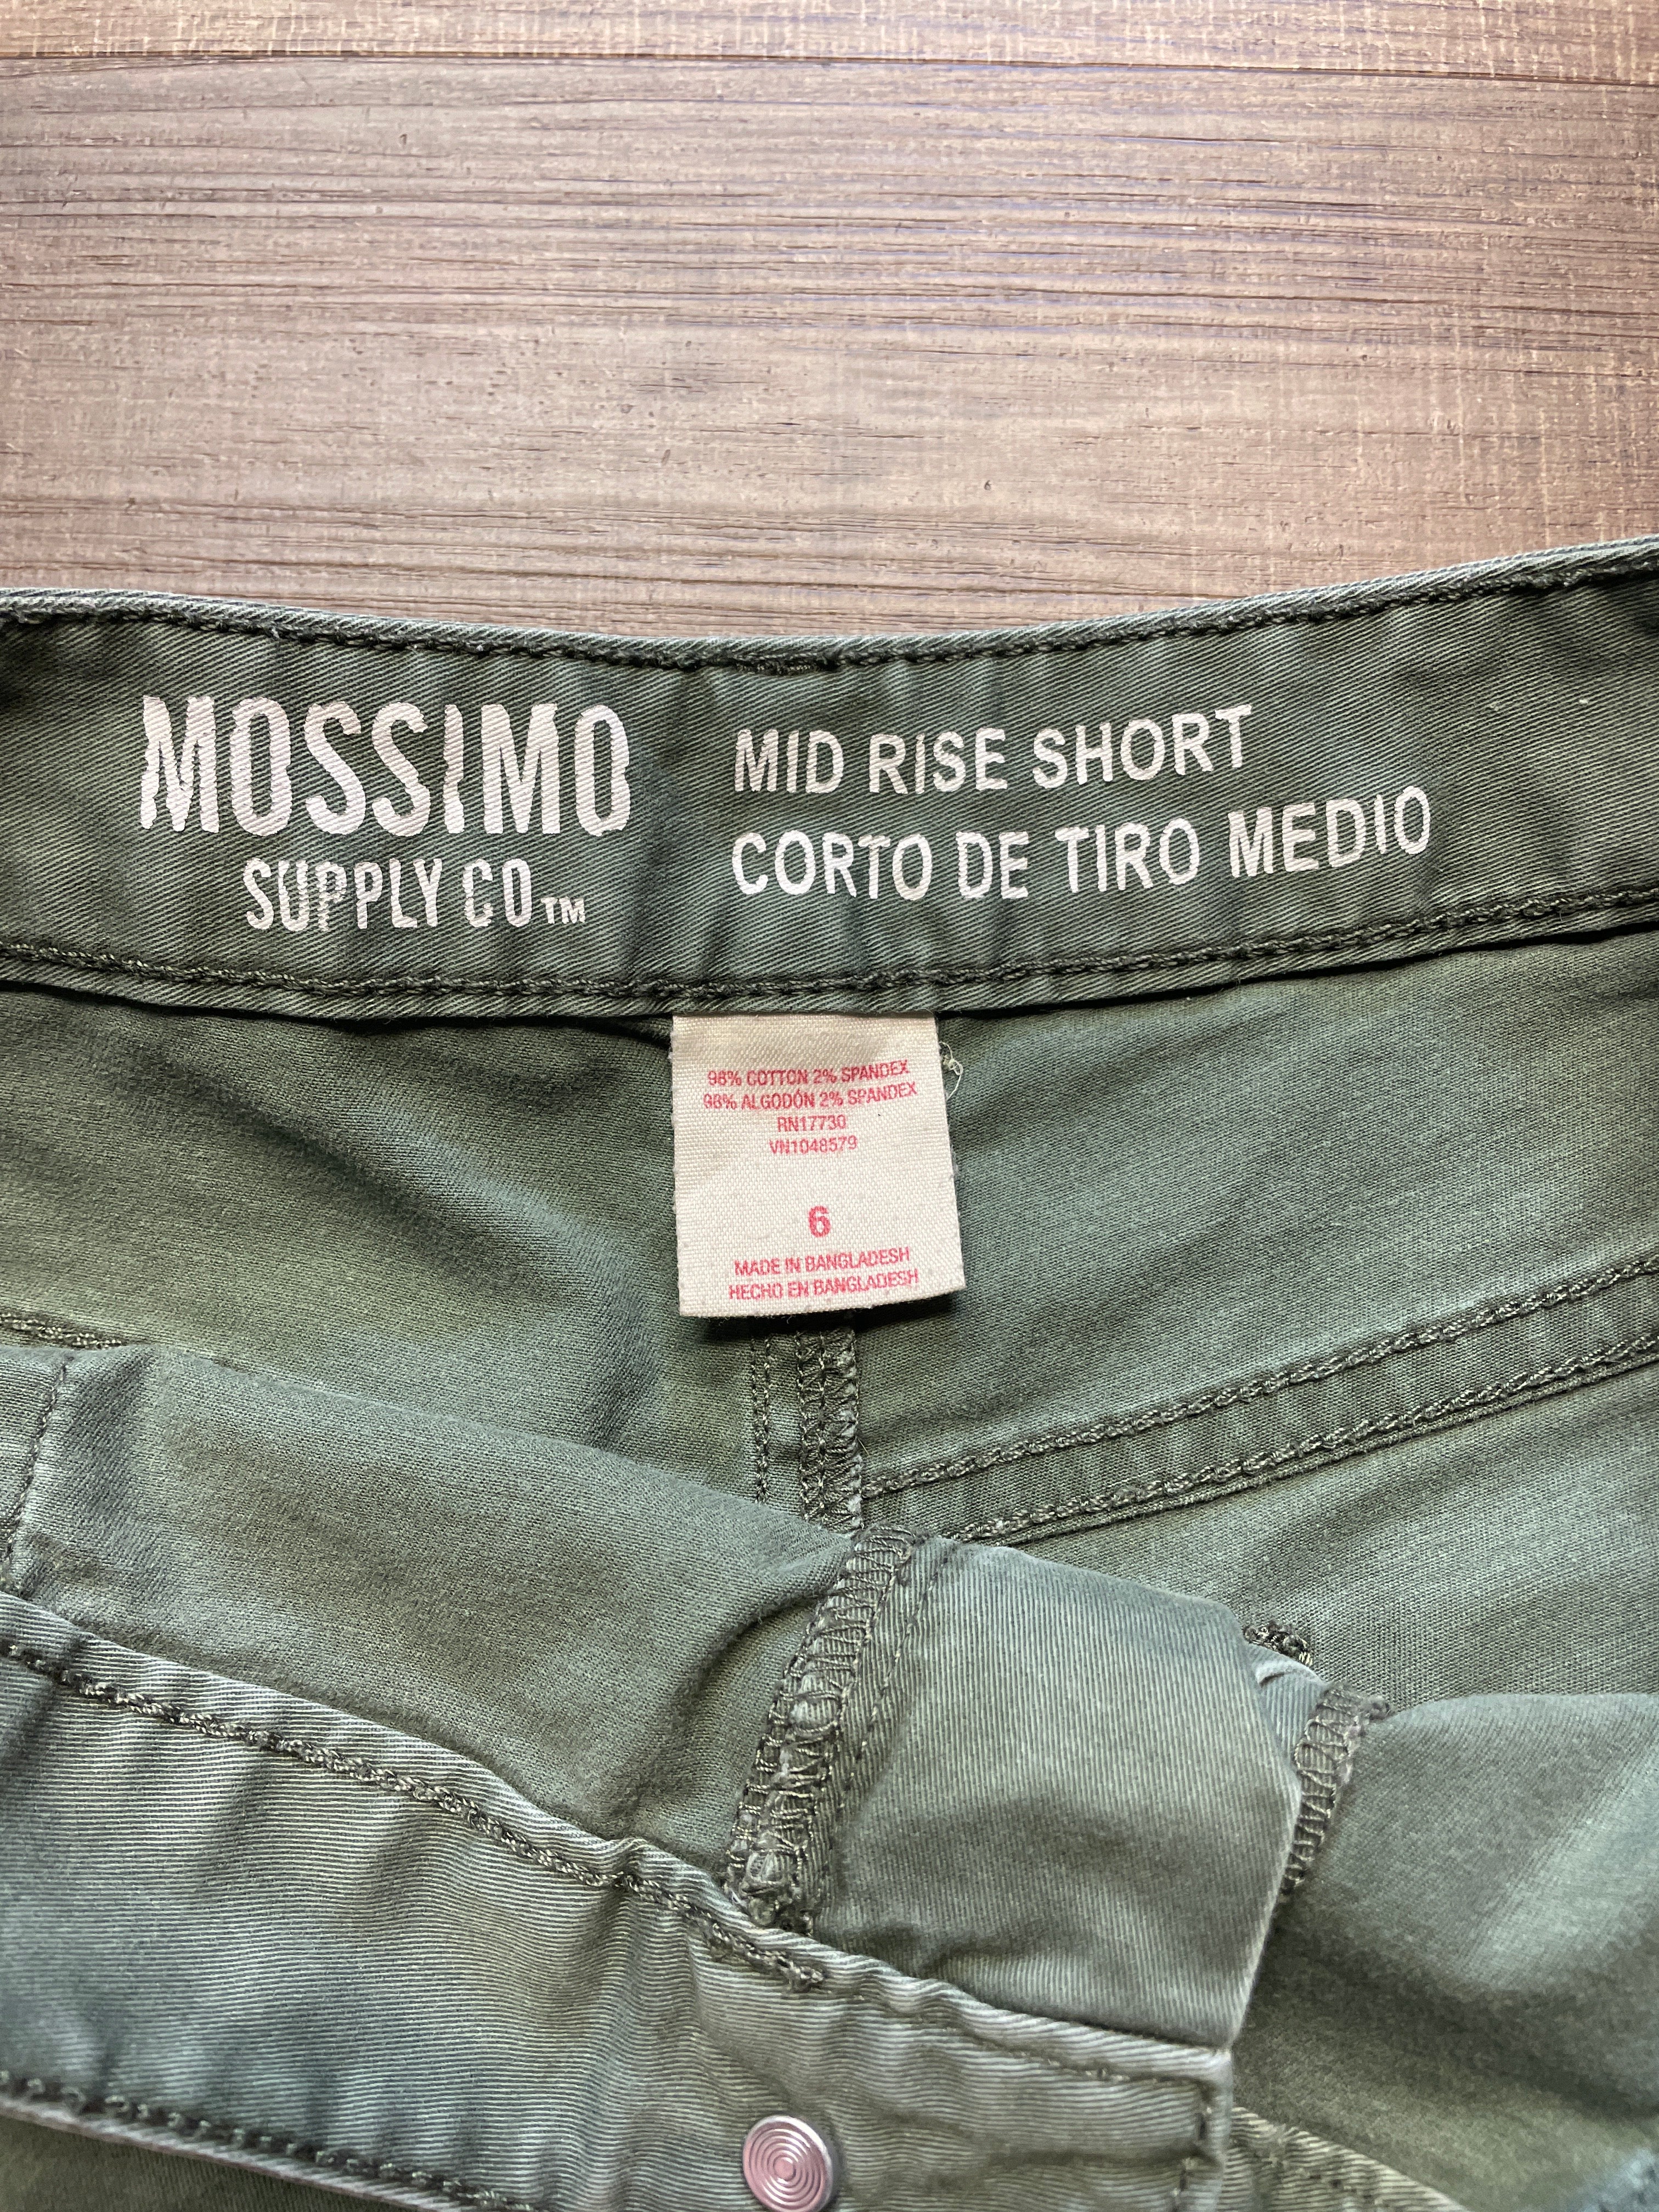 MOSSIMO
SUPPLY CO™
MID RISE SHORT
CORTO DE TIRO MEDIO
98% COTTON 2% SPANDEX
98% ALGODÓN 2% SPANDEX
RN17730
VN1048579
6
MADE IN BANGLADESH
HECHO EN BANGLADESH